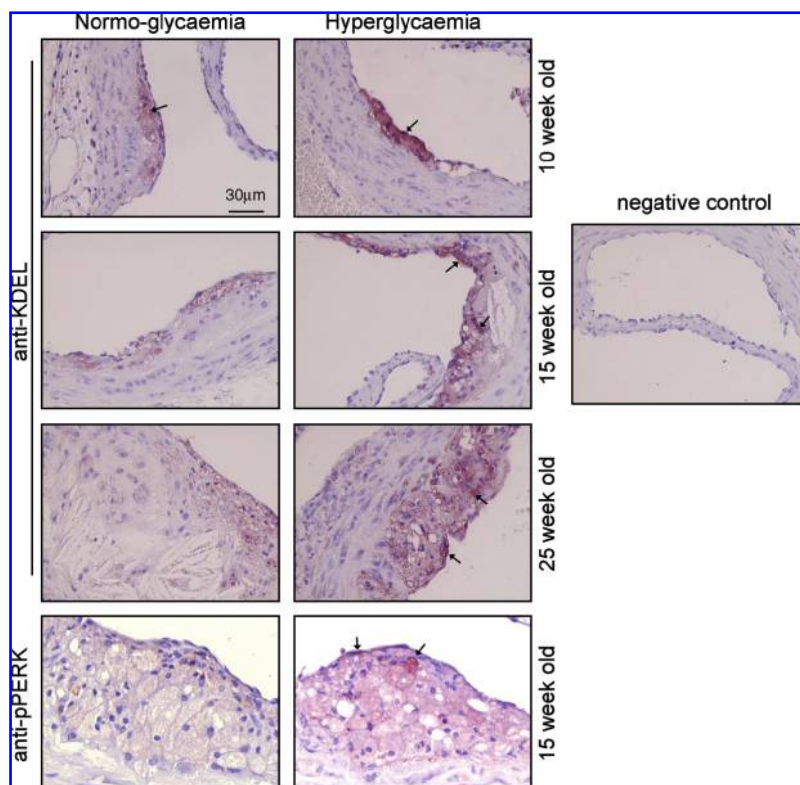 Normo-glycaemia
Hyperglycaemia
anti-KDEL
30µm
10 week old
negative control
15 week old
25 week old
anti-pPERK
15 week old